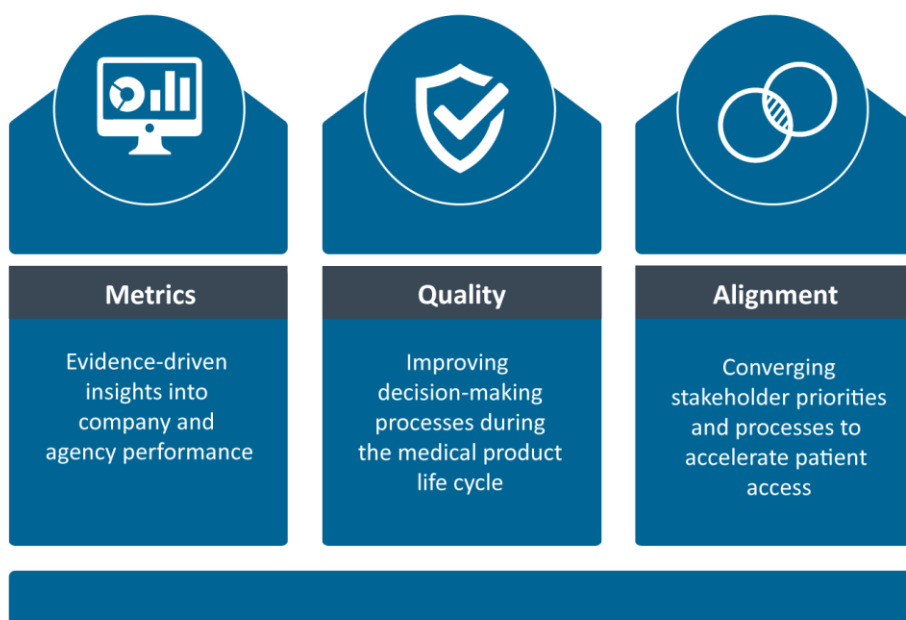 Metrics
Evidence-driven
insights into
company and
agency performance
Quality
Improving
decision-making
processes during
the medical product
life cycle
Alignment
Converging
stakeholder priorities
and processes to
accelerate patient
access